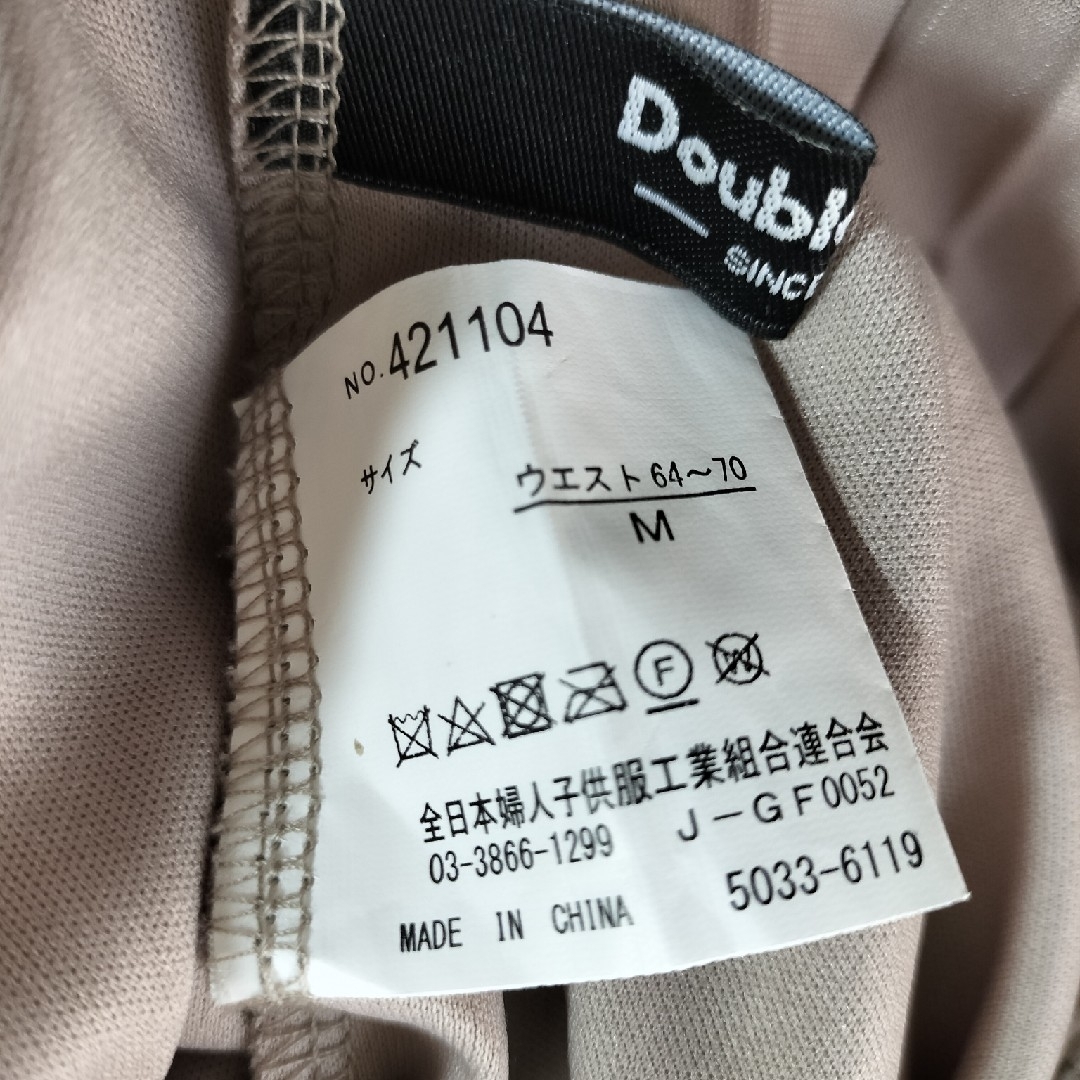 Doubl
SINC
NO.421104
サイズ
ウエスト64～70
M
F
W
全日本婦人子供服工業組合連合会
03-3866-1299 J－GF0052
5033-6119
MADE IN CHINA